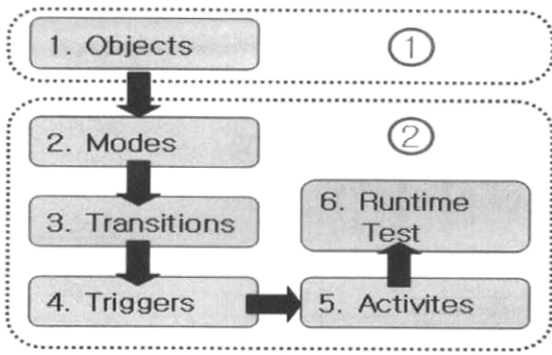 1. Objects
①
2. Modes
②
3. Transitions
6. Runtime
Test
4. Triggers
5. Activites